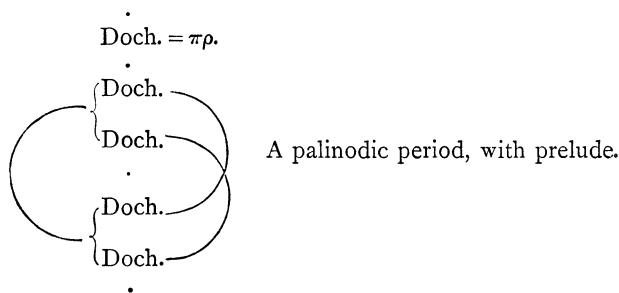 Doch. = πρ.
Doch.
Doch.
A palinodic period, with prelude.
Doch.
Doch.